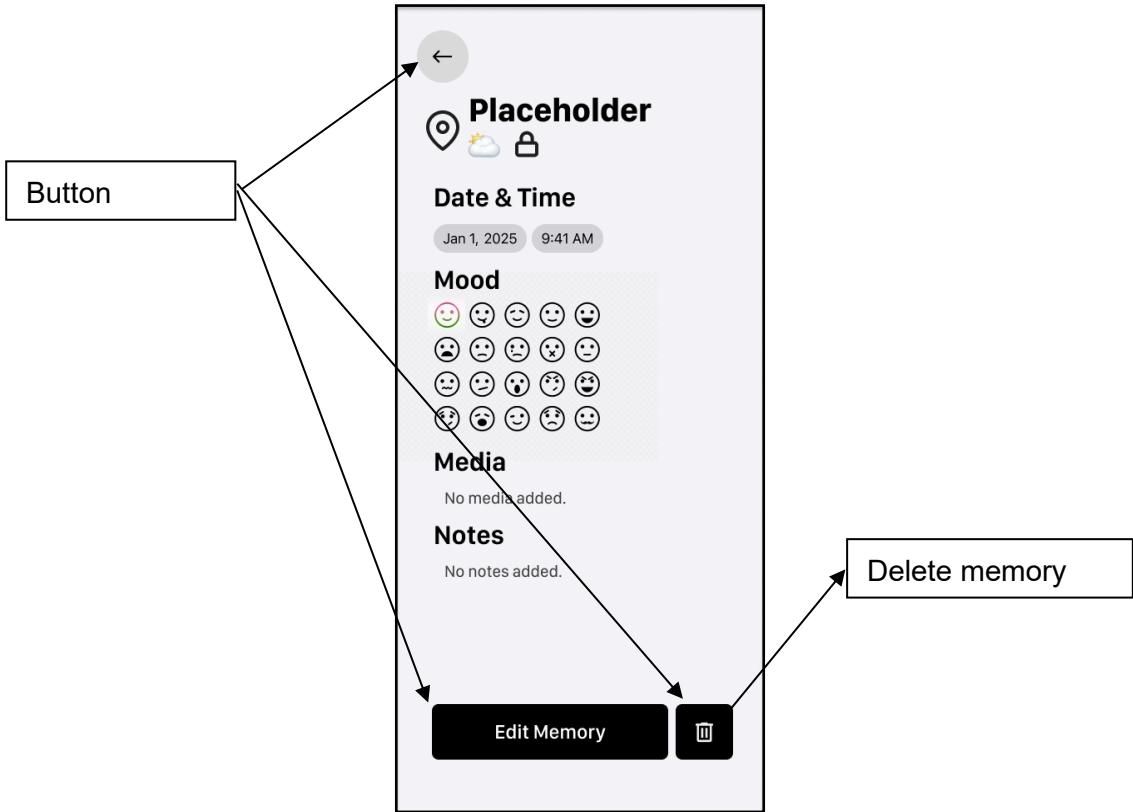 Button
Placeholder
Date & Time
Jan 1, 2025 9:41 AM
Mood
Media
No media added.
Notes
No notes added.
Delete memory
Edit Memory